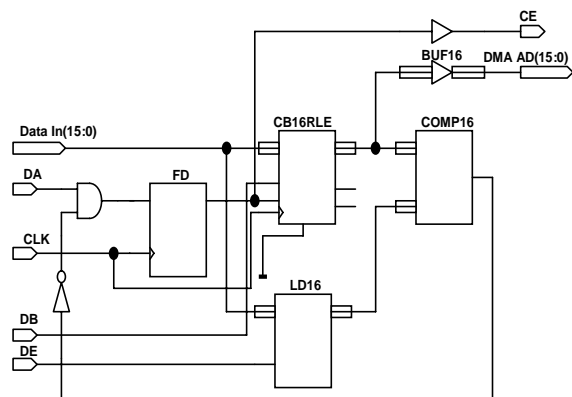 CE
BUF16
DMA AD(15:0)
CB16RLE
COMP16
Data In(15:0)
DA
FD
CLK
LD16
DB
DE